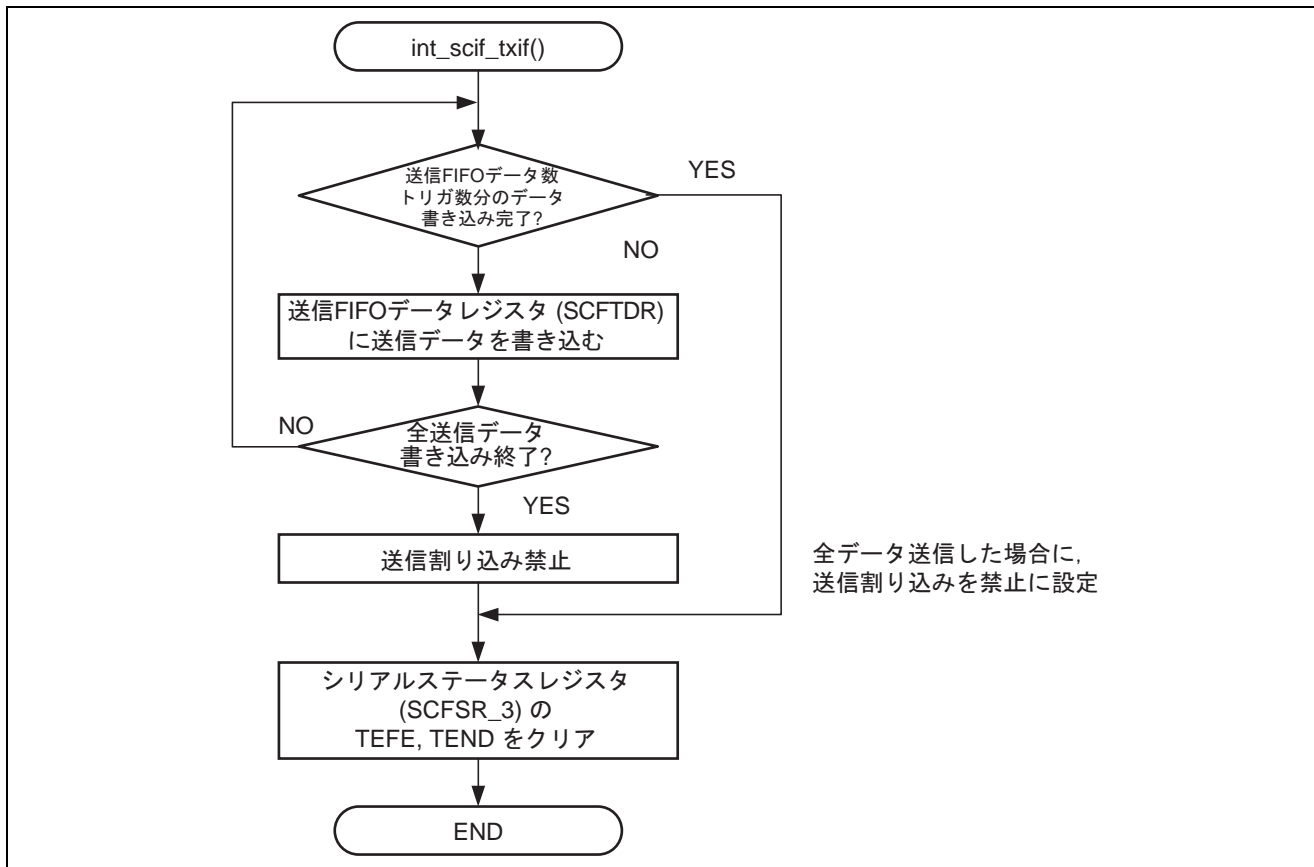 int_scif_txif()
送信FIFOデータ数
トリガ数分のデータ
書き込み完了?
YES
NO
送信FIFOデータレジスタ (SCFTDR)
に送信データを書き込む
NO
全送信データ
書き込み終了?
YES
送信割り込み禁止
全データ送信した場合に,
送信割り込みを禁止に設定
シリアルステータスレジスタ
(SCFSR_3) の
TEFE, TEND をクリア
END